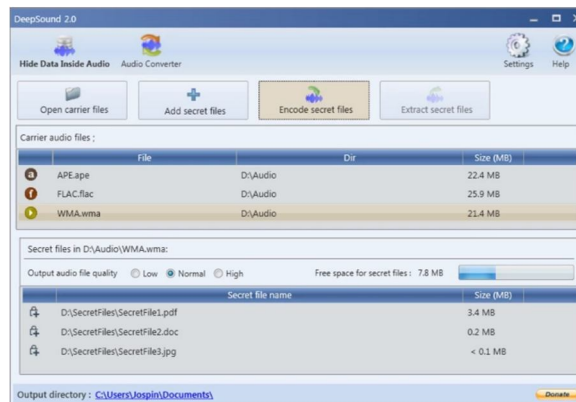 DeepSound 2.0
Hide Data Inside Audio Audio Converter Settings Help
Open carrier files Add secret files Encode secret files Extract secret files
Carrier audio files ;
File Dir Size (MB)
APE.ape D:\Audio 22.4 MB
FLAC.flac D:\Audio 25.9 MB
WMA.wma D:\Audio 21.4 MB
Secret files in D:\Audio\WMA.wma:
Output audio file quality Low Normal High Free space for secret files : 7.8 MB
Secret file name Size (MB)
D:\SecretFiles\SecretFile1.pdf 3.4 MB
D:\SecretFiles\SecretFile2.doc 0.2 MB
D:\SecretFiles\SecretFile3.jpg < 0.1 MB
Output directory : C:\Users\Jospin\Documents\ Donate